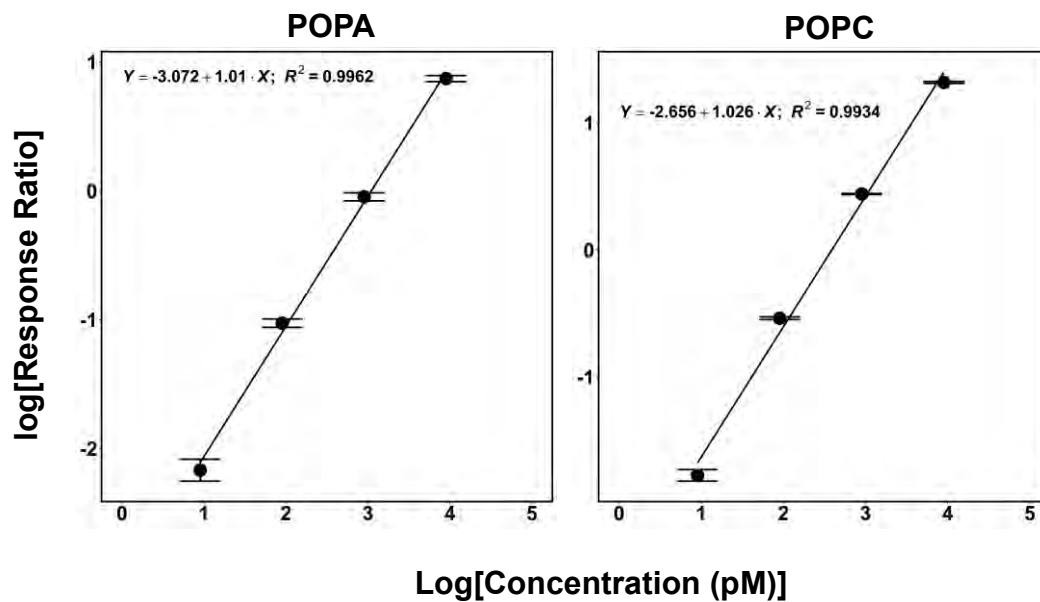 POPA
POPC
Y = -3.072 + 1.01 · X; R² = 0.9962
Y = -2.656 + 1.026 · X; R² = 0.9934
log[Response Ratio]
1
0
-1
-2
0 1 2 3 4 5
1
0
-1
0 1 2 3 4 5
Log[Concentration (pM)]